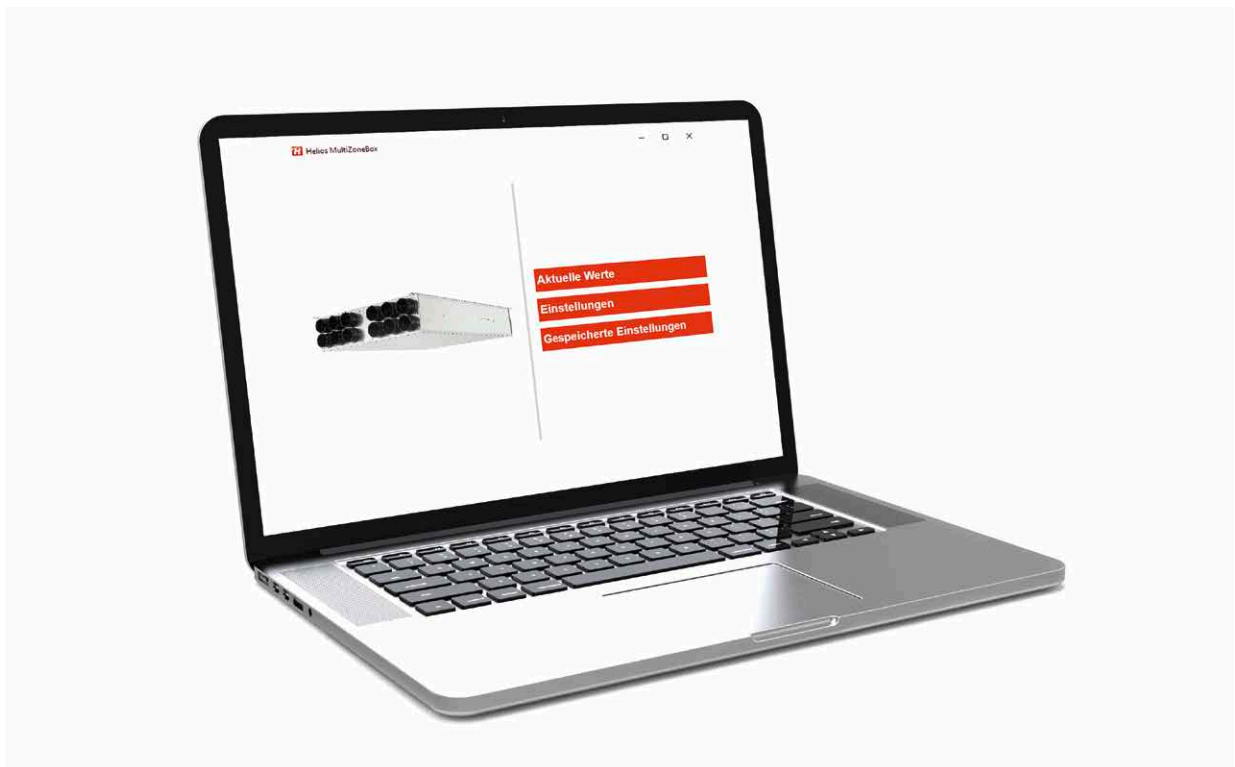 Helios MultiZoneBox
Aktuelle Werte
Einstellungen
Gespeicherte Einstellungen